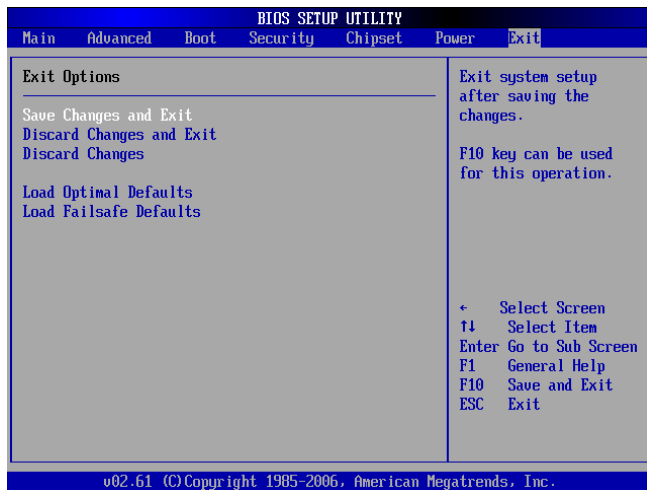 BIOS SETUP UTILITY
Main Advanced Boot Security Chipset Power Exit
Exit Options
Save Changes and Exit
Discard Changes and Exit
Discard Changes
Load Optimal Defaults
Load Failsafe Defaults
Exit system setup
after saving the
changes.
F10 key can be used
for this operation.
← Select Screen
↑↓ Select Item
Enter Go to Sub Screen
F1 General Help
F10 Save and Exit
ESC Exit
v02.61 (C)Copyright 1985-2006, American Megatrends, Inc.